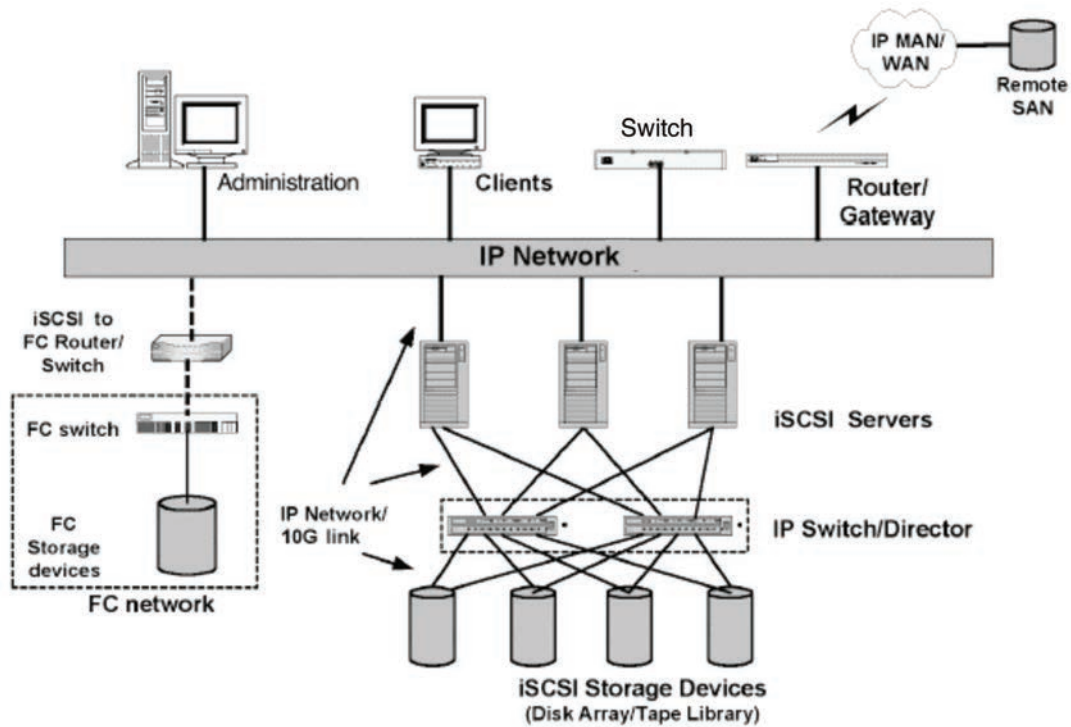 IP MAN/
WAN
Remote
SAN
Switch
Administration
Clients
Router/
Gateway
IP Network
iSCSI to
FC Router/
Switch
iSCSI Servers
FC switch
IP Network/
10G link
IP Switch/Director
FC
Storage
devices
FC network
iSCSI Storage Devices
(Disk Array/Tape Library)